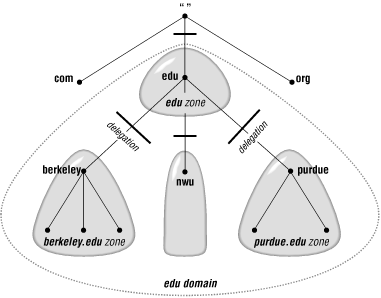 “ ”
com
edu
org
edu zone
delegation
delegation
berkeley
nwu
purdue
berkeley.edu zone
purdue.edu zone
edu domain